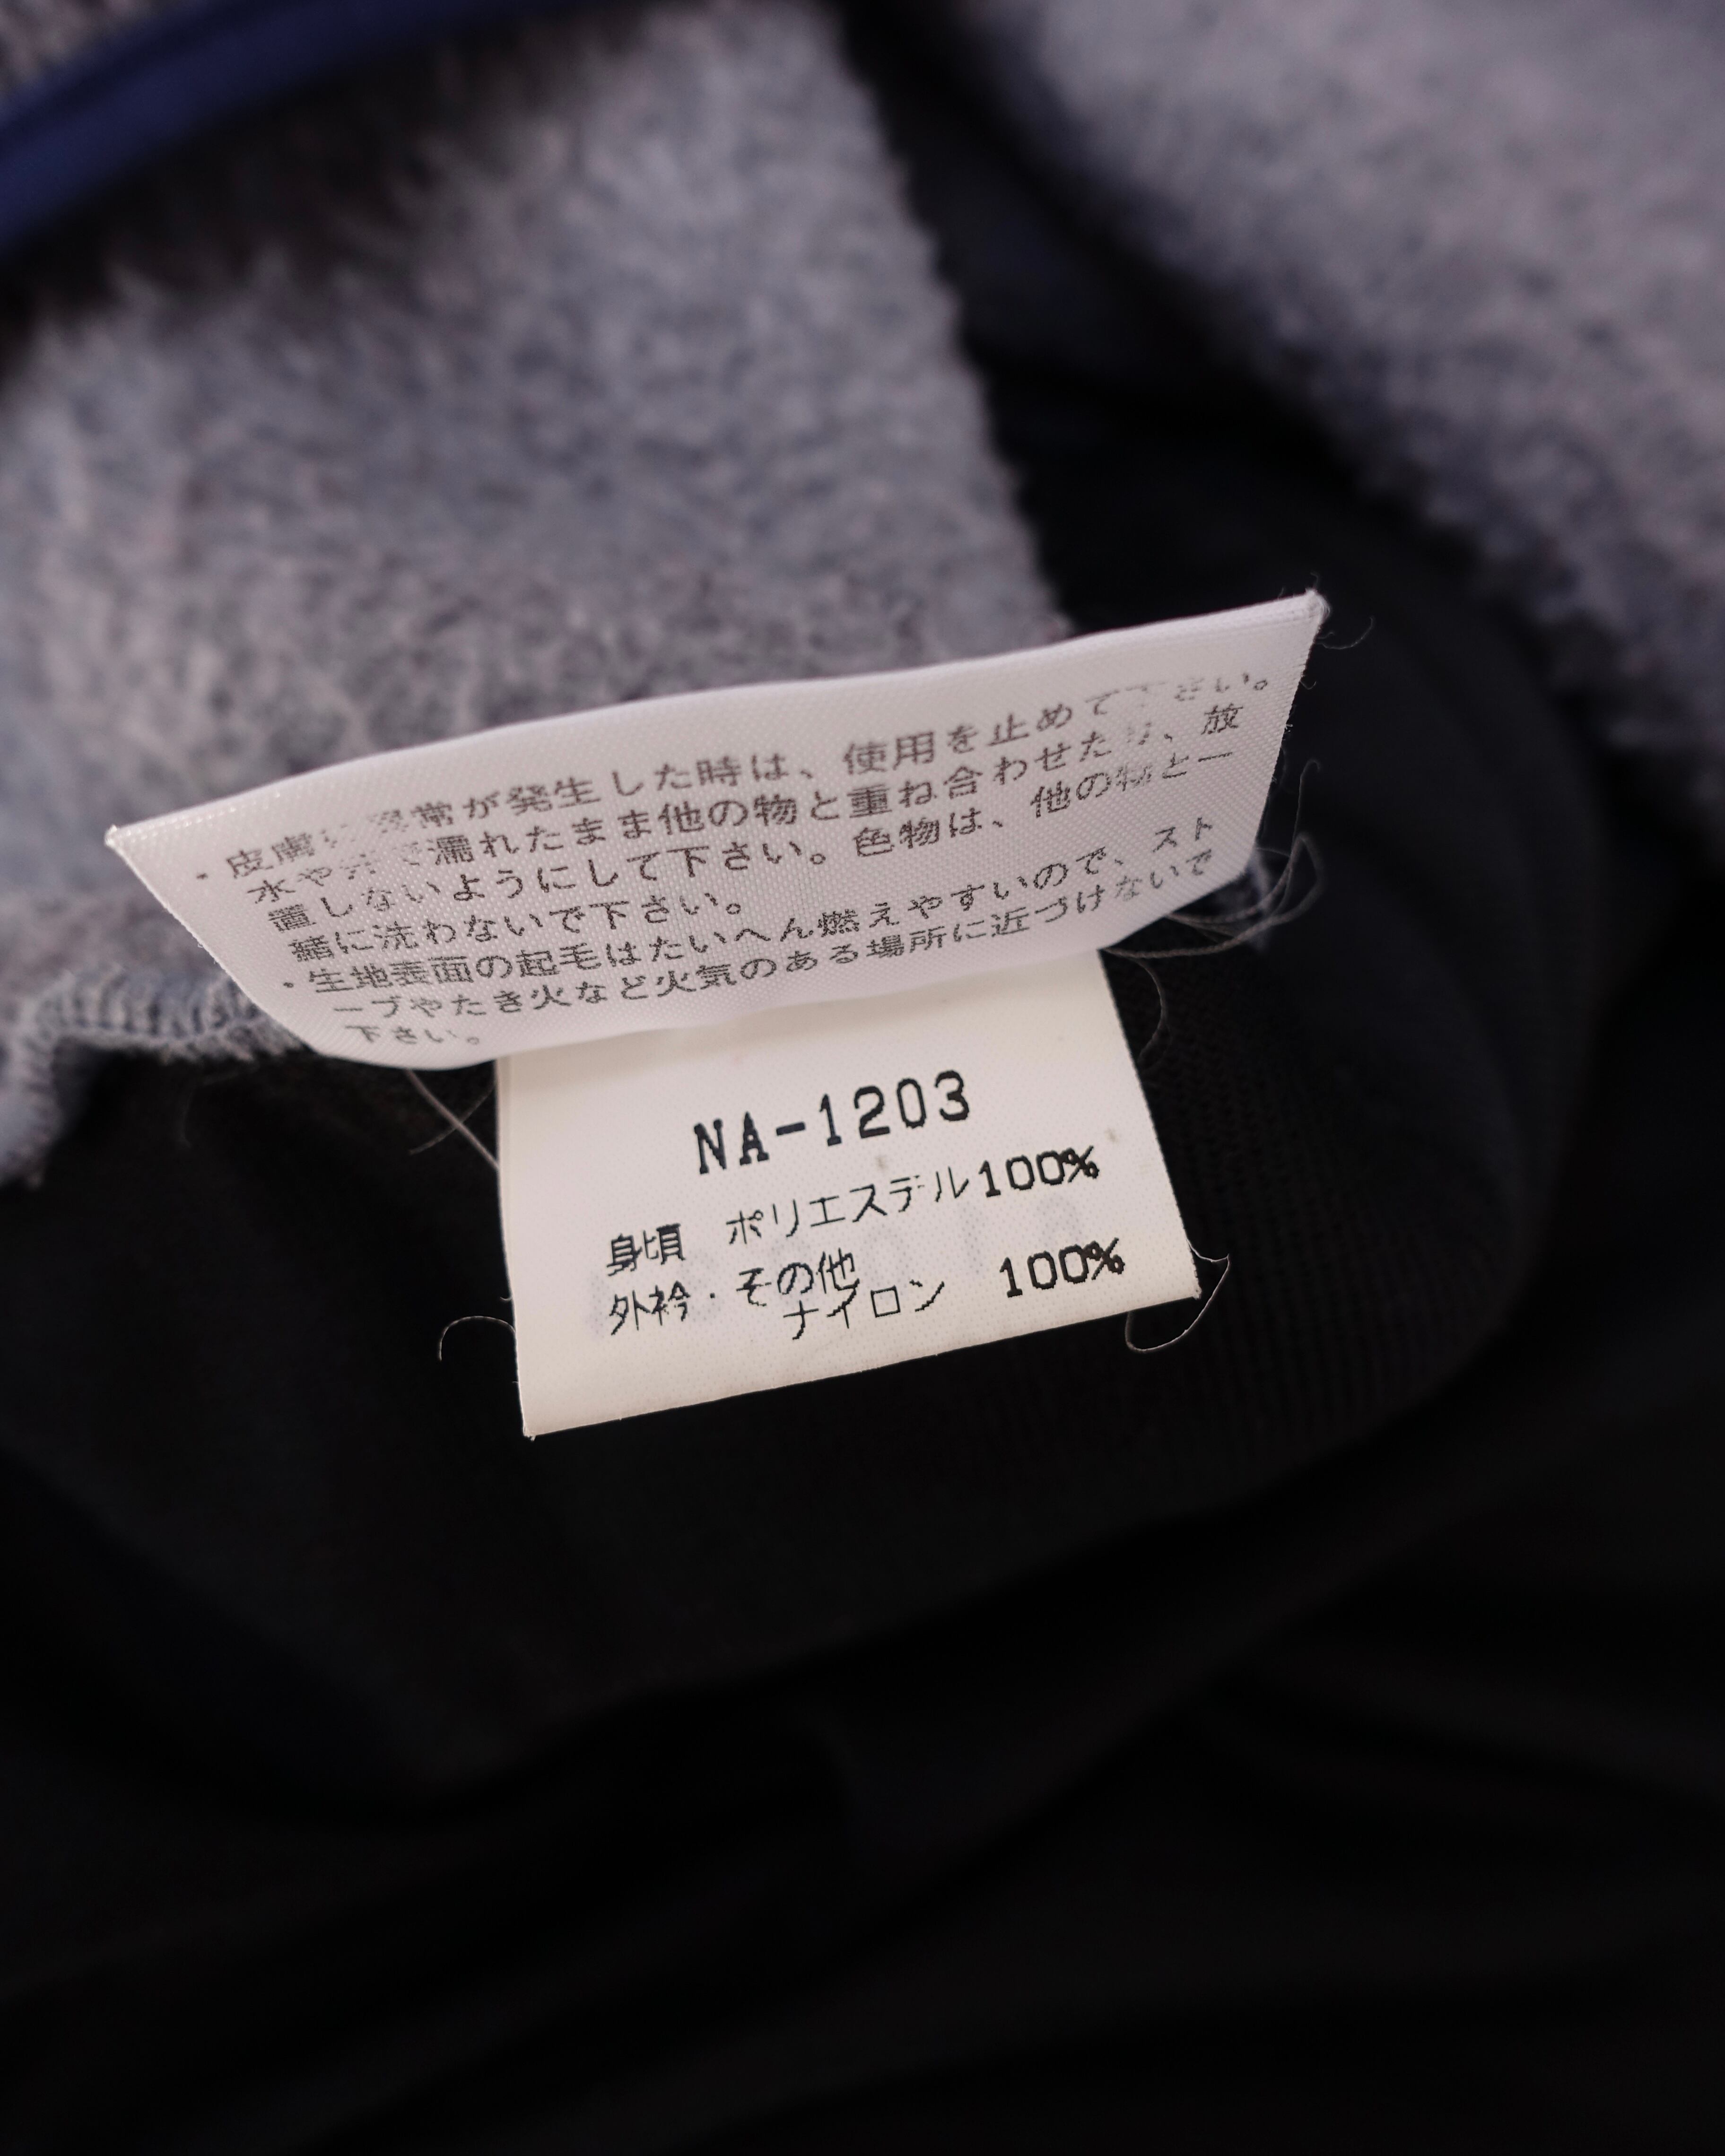 ・皮膚に異常が発生した時は、使用を止めて下さい。
水や汗で濡れたまま他の物と重ね合わせたり、放
置しないようにして下さい。色物は、他の物と一
緒に洗わないで下さい。
・生地表面の起毛はたいへん燃えやすいので、スト
ーブやたき火など火気のある場所に近づけないで
下さい。
NA-1203
身頃 ポリエステル100%
外衿・その他
ナイロン 100%